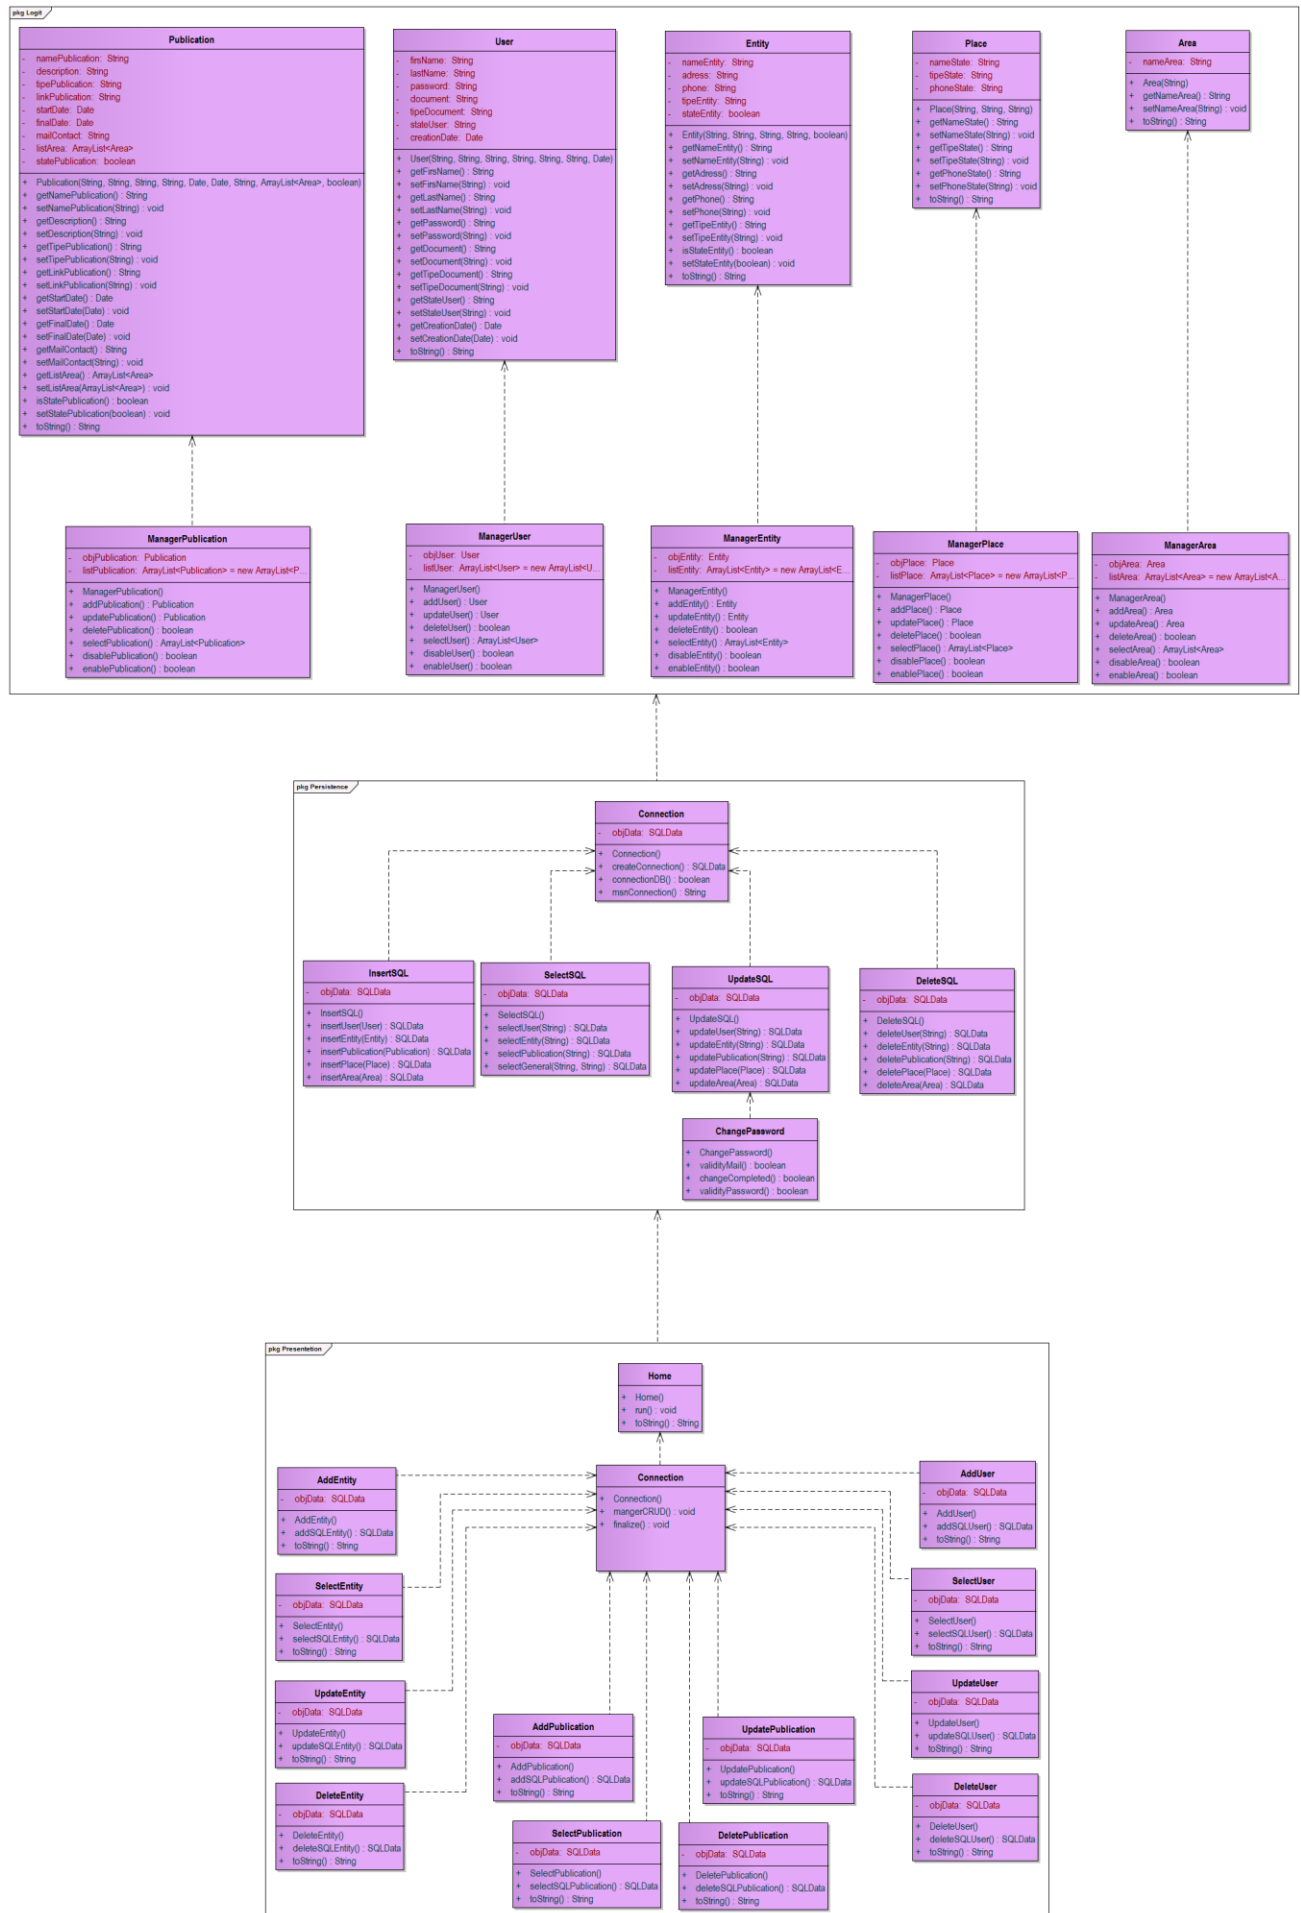 pkg Logit
Publication
- namePublication: String
- description: String
- tipePublication: String
- linkPublication: String
- startDate: Date
- finalDate: Date
- mailContact: String
- listArea: ArrayList<Area>
- statePublication: boolean
+ Publication(String, String, String, String, Date, Date, String, ArrayList<Area>, boolean)
+ getNamePublication() : String
+ setNamePublication(String) : void
+ getDescription() : String
+ setDescription(String) : void
+ getTipePublication() : String
+ setTipePublication(String) : void
+ getLinkPublication() : String
+ setLinkPublication(String) : void
+ getStartDate() : Date
+ setStartDate(Date) : void
+ getFinalDate() : Date
+ setFinalDate(Date) : void
+ getMailContact() : String
+ setMailContact(String) : void
+ getListArea() : ArrayList<Area>
+ setListArea(ArrayList<Area>) : void
+ isStatePublication() : boolean
+ setStatePublication(boolean) : void
+ toString() : String
User
- firsName: String
- lastName: String
- password: String
- document: String
- tipeDocument: String
- stateUser: String
- creationDate: Date
+ User(String, String, String, String, String, String, Date)
+ getFirsName() : String
+ setFirsName(String) : void
+ getLastName() : String
+ setLastName(String) : void
+ getPassword() : String
+ setPassword(String) : void
+ getDocument() : String
+ setDocument(String) : void
+ getTipeDocument() : String
+ setTipeDocument(String) : void
+ getStateUser() : String
+ setStateUser(String) : void
+ getCreationDate() : Date
+ setCreationDate(Date) : void
+ toString() : String
Entity
- nameEntity: String
- adress: String
- phone: String
- tipeEntity: String
- stateEntity: boolean
+ Entity(String, String, String, String, boolean)
+ getNameEntity() : String
+ setNameEntity(String) : void
+ getAdress() : String
+ setAdress(String) : void
+ getPhone() : String
+ setPhone(String) : void
+ getTipeEntity() : String
+ setTipeEntity(String) : void
+ isStateEntity() : boolean
+ setStateEntity(boolean) : void
+ toString() : String
Place
- nameState: String
- tipeState: String
- phoneState: String
+ Place(String, String, String)
+ getNameState() : String
+ setNameState(String) : void
+ getTipeState() : String
+ setTipeState(String) : void
+ getPhoneState() : String
+ setPhoneState(String) : void
+ toString() : String
Area
- nameArea: String
+ Area(String)
+ getNameArea() : String
+ setNameArea(String) : void
+ toString() : String
ManagerPublication
- objPublication: Publication
- listPublication: ArrayList<Publication> = new ArrayList<P...
+ ManagerPublication()
+ addPublication() : Publication
+ updatePublication() : Publication
+ deletePublication() : boolean
+ selectPublication() : ArrayList<Publication>
+ disablePublication() : boolean
+ enablePublication() : boolean
ManagerUser
- objUser: User
- listUser: ArrayList<User> = new ArrayList<U...
+ ManagerUser()
+ addUser() : User
+ updateUser() : User
+ deleteUser() : boolean
+ selectUser() : ArrayList<User>
+ disableUser() : boolean
+ enableUser() : boolean
ManagerEntity
- objEntity: Entity
- listEntity: ArrayList<Entity> = new ArrayList<E...
+ ManagerEntity()
+ addEntity() : Entity
+ updateEntity() : Entity
+ deleteEntity() : boolean
+ selectEntity() : ArrayList<Entity>
+ disableEntity() : boolean
+ enableEntity() : boolean
ManagerPlace
- objPlace: Place
- listPlace: ArrayList<Place> = new ArrayList<P...
+ ManagerPlace()
+ addPlace() : Place
+ updatePlace() : Place
+ deletePlace() : boolean
+ selectPlace() : ArrayList<Place>
+ disablePlace() : boolean
+ enablePlace() : boolean
ManagerArea
- objArea: Area
- listArea: ArrayList<Area> = new ArrayList<A...
+ ManagerArea()
+ addArea() : Area
+ updateArea() : Area
+ deleteArea() : boolean
+ selectArea() : ArrayList<Area>
+ disableArea() : boolean
+ enableArea() : boolean
pkg Persistence
Connection
- objData: SQLData
+ Connection()
+ createConnection() : SQLData
+ connectionDB() : boolean
+ msnConnection() : String
InsertSQL
- objData: SQLData
+ InsertSQL()
+ insertUser(User) : SQLData
+ insertEntity(Entity) : SQLData
+ insertPublication(Publication) : SQLData
+ insertPlace(Place) : SQLData
+ insertArea(Area) : SQLData
SelectSQL
- objData: SQLData
+ SelectSQL()
+ selectUser(String) : SQLData
+ selectEntity(String) : SQLData
+ selectPublication(String) : SQLData
+ selectGeneral(String, String) : SQLData
UpdateSQL
- objData: SQLData
+ UpdateSQL()
+ updateUser(String) : SQLData
+ updateEntity(String) : SQLData
+ updatePublication(String) : SQLData
+ updatePlace(Place) : SQLData
+ updateArea(Area) : SQLData
DeleteSQL
- objData: SQLData
+ DeleteSQL()
+ deleteUser(String) : SQLData
+ deleteEntity(String) : SQLData
+ deletePublication(String) : SQLData
+ deletePlace(Place) : SQLData
+ deleteArea(Area) : SQLData
ChangePassword
+ ChangePassword()
+ validityMail() : boolean
+ changeCompleted() : boolean
+ validityPassword() : boolean
pkg Presentetion
Home
+ Home()
+ run() : void
+ toString() : String
Connection
+ Connection()
+ mangerCRUD() : void
+ finalize() : void
AddEntity
- objData: SQLData
+ AddEntity()
+ addSQLEntity() : SQLData
+ toString() : String
SelectEntity
- objData: SQLData
+ SelectEntity()
+ selectSQLEntity() : SQLData
+ toString() : String
UpdateEntity
- objData: SQLData
+ UpdateEntity()
+ updateSQLEntity() : SQLData
+ toString() : String
DeleteEntity
- objData: SQLData
+ DeleteEntity()
+ deleteSQLEntity() : SQLData
+ toString() : String
AddPublication
- objData: SQLData
+ AddPublication()
+ addSQLPublication() : SQLData
+ toString() : String
SelectPublication
- objData: SQLData
+ SelectPublication()
+ selectSQLPublication() : SQLData
+ toString() : String
UpdatePublication
- objData: SQLData
+ UpdatePublication()
+ updateSQLPublication() : SQLData
+ toString() : String
DeletePublication
- objData: SQLData
+ DeletePublication()
+ deleteSQLPublication() : SQLData
+ toString() : String
AddUser
- objData: SQLData
+ AddUser()
+ addSQLUser() : SQLData
+ toString() : String
SelectUser
- objData: SQLData
+ SelectUser()
+ selectSQLUser() : SQLData
+ toString() : String
UpdateUser
- objData: SQLData
+ UpdateUser()
+ updateSQLUser() : SQLData
+ toString() : String
DeleteUser
- objData: SQLData
+ DeleteUser()
+ deleteSQLUser() : SQLData
+ toString() : String